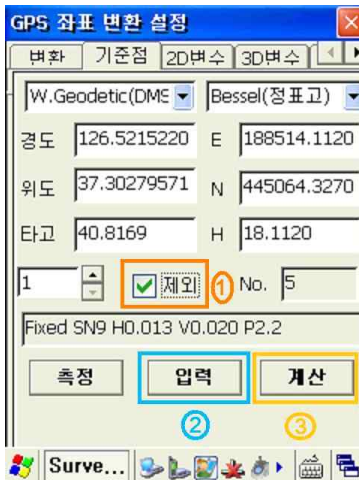 GPS 좌표 변환 설정
변환 기준점 2D변수 3D변수
W.Geodetic(DMS Bessel(정표고)
경도 126.5215220 E 188514.1120
위도 37.30279571 N 445064.3270
타고 40.8169 H 18.1120
1 제외 ① No. 5
Fixed SN9 H0.013 V0.020 P2.2
측정 입력 계산
② ③
Surve...